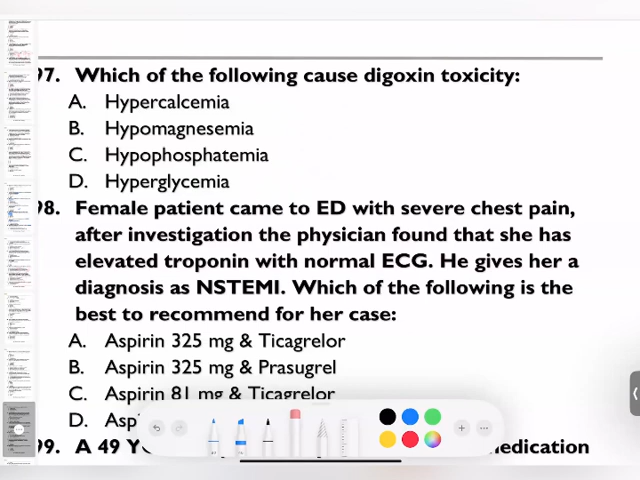 97. Which of the following cause digoxin toxicity:
A. Hypercalcemia
B. Hypomagnesemia
C. Hypophosphatemia
D. Hyperglycemia
98. Female patient came to ED with severe chest pain,
after investigation the physician found that she has
elevated troponin with normal ECG. He gives her a
diagnosis as NSTEMI. Which of the following is the
best to recommend for her case:
A. Aspirin 325 mg & Ticagrelor
B. Aspirin 325 mg & Prasugrel
C. Aspirin 81 mg & Ticagrelor
D.
99. A 49
medication